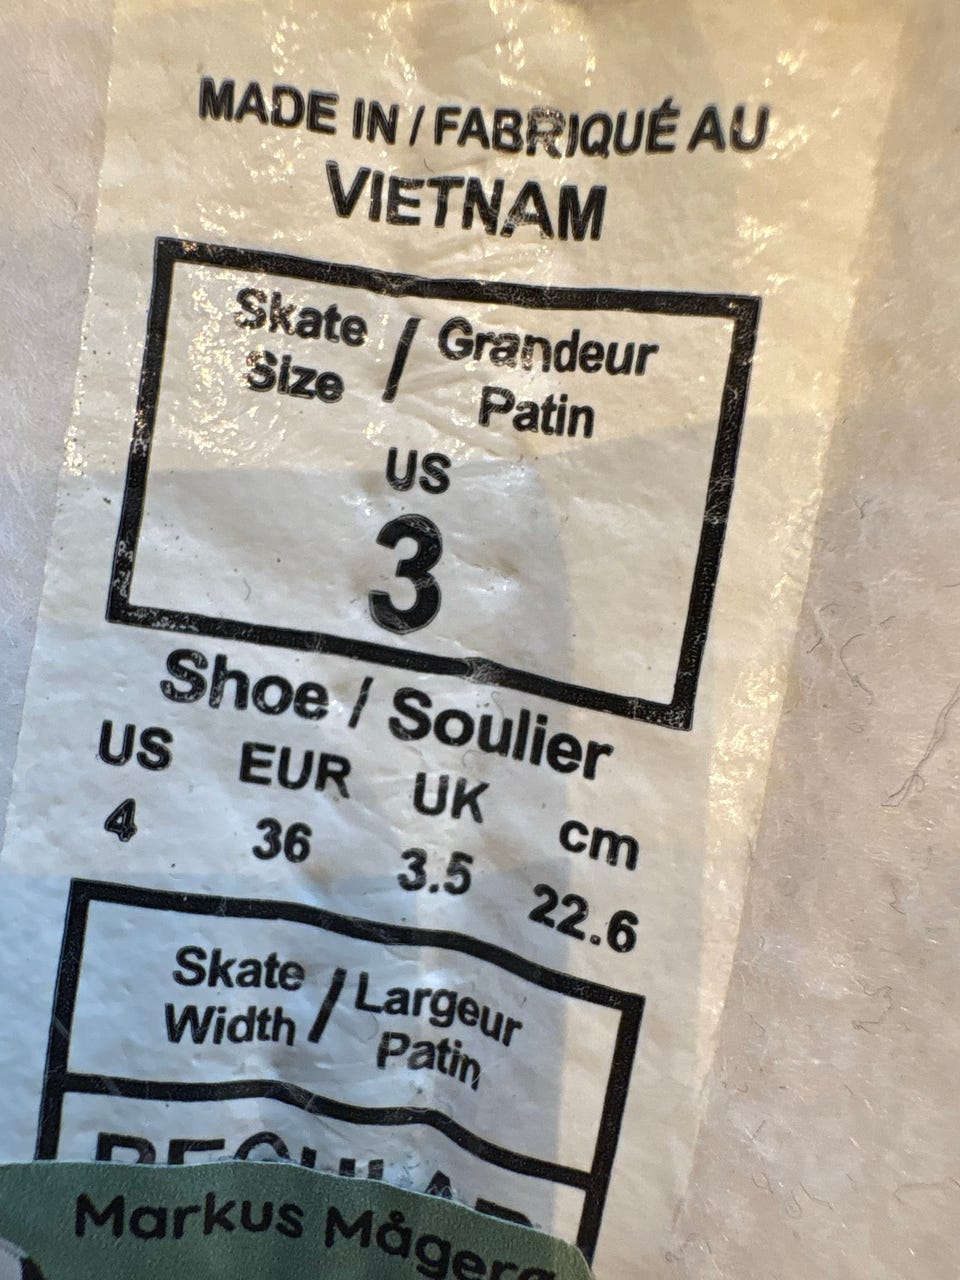 MADE IN / FABRIQUÉ AU
VIETNAM
Skate / Grandeur
Size Patin
US
3
Shoe / Soulier
US EUR UK cm
4 36 3.5 22.6
Skate / Largeur
Width Patin
REGULAR
Markus Mågerø